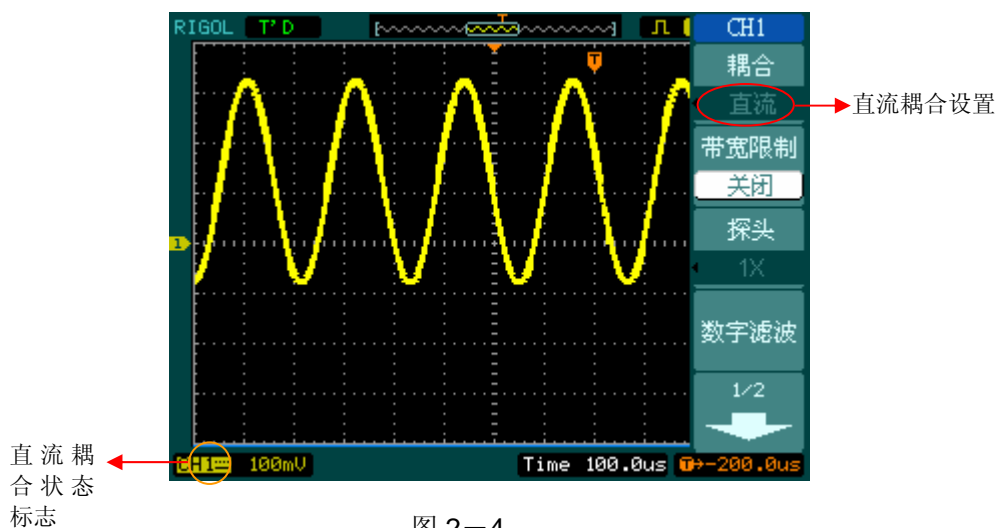 RIGOL T'D T CH1
耦合
T
直流
直流耦合设置
带宽限制
关闭
1
探头
1X
数字滤波
1/2
直流耦
合状态
标志
CH1 100mV Time 100.0us T→-200.0us
图 2－4